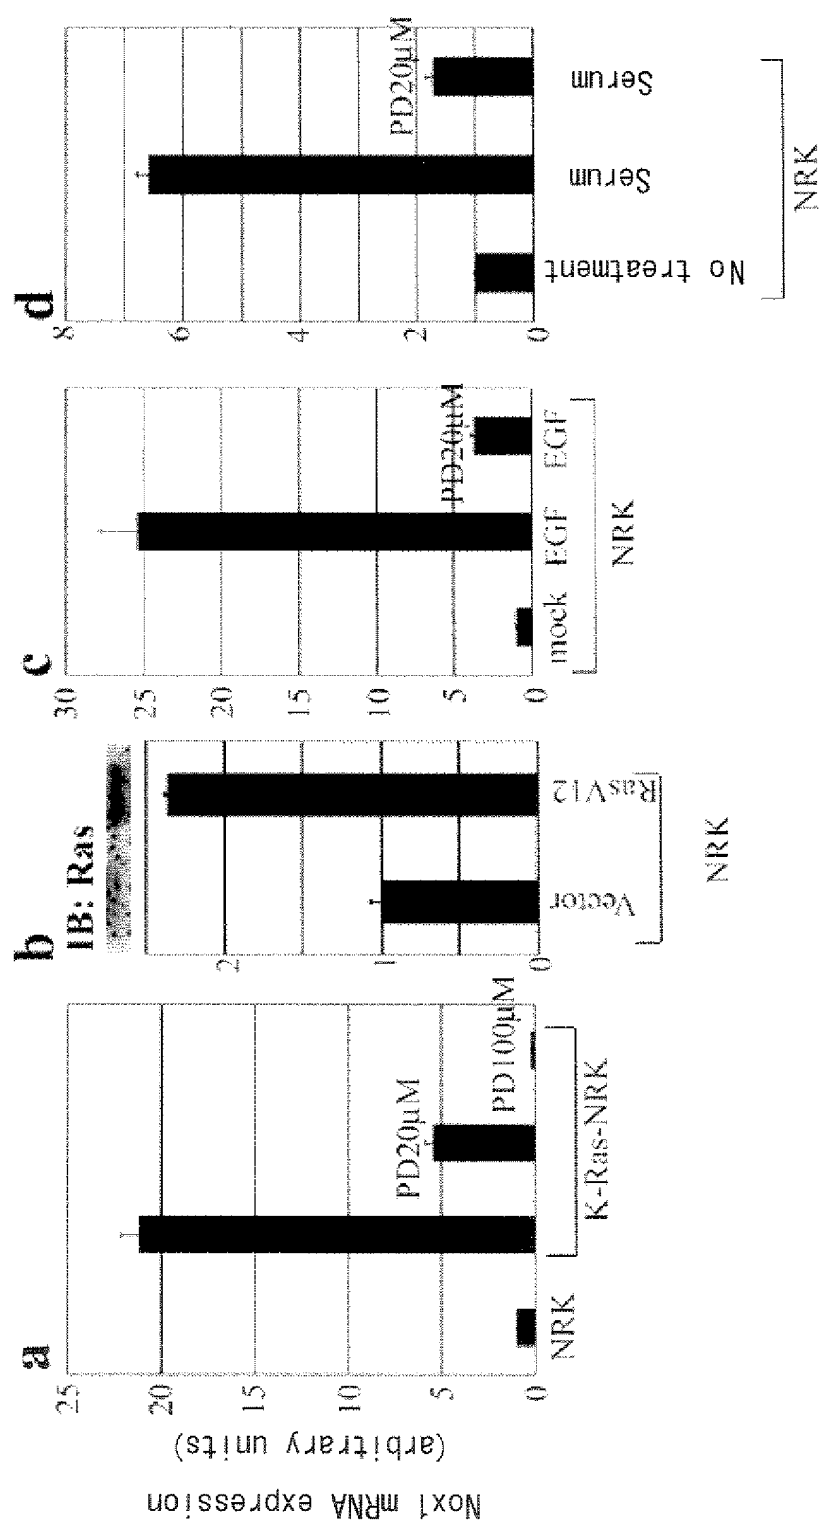 Nox1 mRNA expression
(arbitrary units)
a
25
20
15
10
5
0
PD20µM
PD100µM
NRK
K-Ras-NRK
b
IB: Ras
2
1
0
Vector
RasV12
NRK
c
30
25
20
15
10
5
0
PD20µM
mock
EGF
EGF
NRK
d
8
6
4
2
0
PD20µM
No treatment
Serum
Serum
NRK